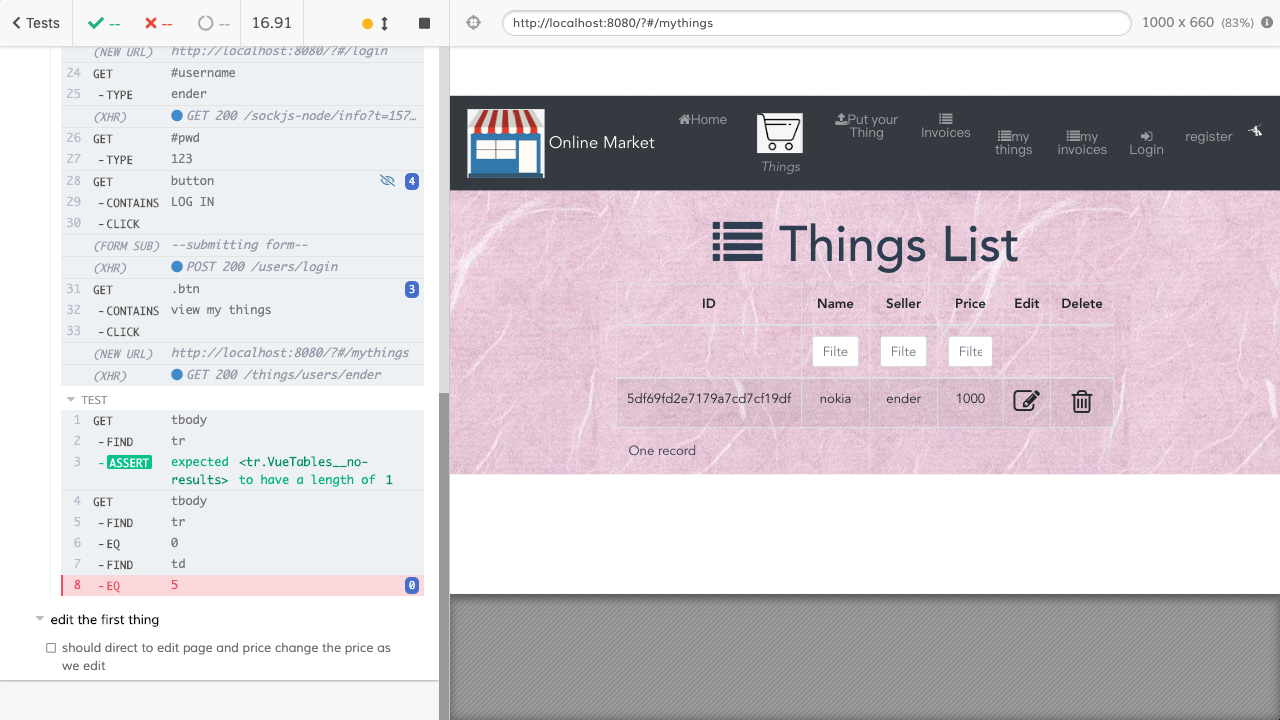 Tests
--
--
--
16.91
(NEW URL) http://localhost:8080/?#/login
24 GET #username
25 -TYPE ender
(XHR) GET 200 /sockjs-node/info?t=157…
26 GET #pwd
27 -TYPE 123
28 GET button 4
29 -CONTAINS LOG IN
30 -CLICK
(FORM SUB) --submitting form--
(XHR) POST 200 /users/login
31 GET .btn 3
32 -CONTAINS view my things
33 -CLICK
(NEW URL) http://localhost:8080/?#/mythings
(XHR) GET 200 /things/users/ender
TEST
1 GET tbody
2 -FIND tr
3 -ASSERT expected <tr.VueTables__no-
results> to have a length of 1
4 GET tbody
5 -FIND tr
6 -EQ 0
7 -FIND td
8 -EQ 5 0
edit the first thing
should direct to edit page and price change the price as
we edit
http://localhost:8080/?#/mythings
1000 x 660 (83%)
Online Market
Home
Things
Put your
Thing
Invoices
my
things
my
invoices
Login
register
Things List
ID Name Seller Price Edit Delete
Filte Filte Filte
5df69fd2e7179a7cd7cf19df nokia ender 1000
One record